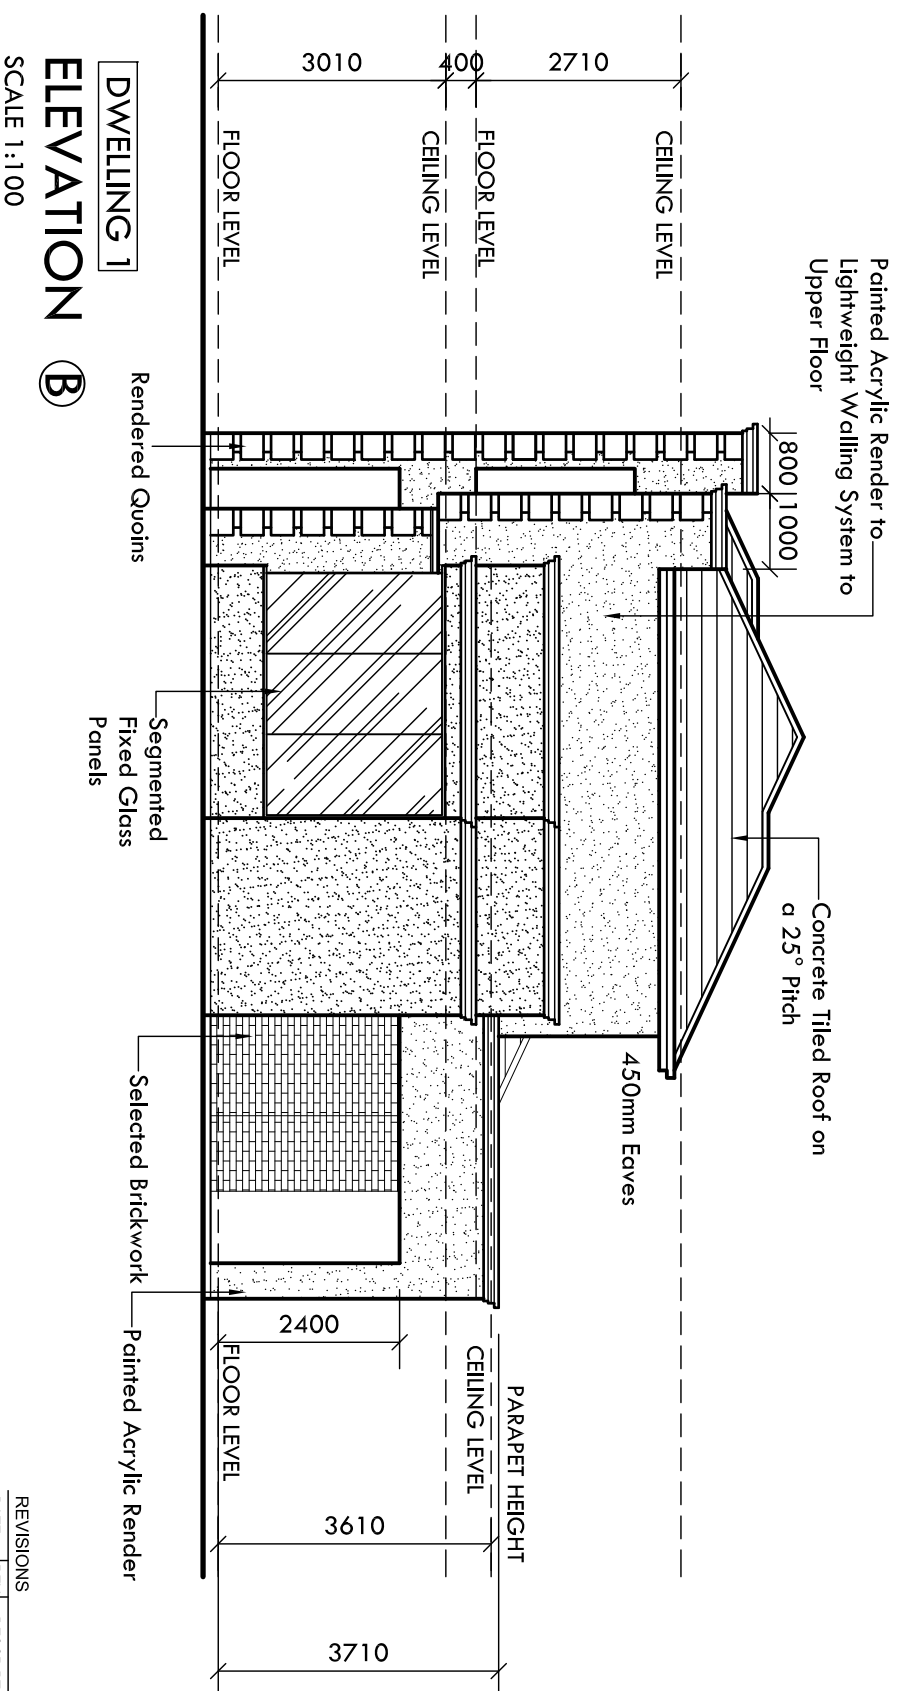 Painted Acrylic Render to
Lightweight Walling System to
Upper Floor
800
1000
Concrete Tiled Roof on
a 25° Pitch
450mm Eaves
2710
400
3010
CEILING LEVEL
FLOOR LEVEL
CEILING LEVEL
FLOOR LEVEL
PARAPET HEIGHT
CEILING LEVEL
FLOOR LEVEL
2400
3610
3710
Rendered Quoins
Segmented
Fixed Glass
Panels
Selected Brickwork
Painted Acrylic Render
DWELLING 1
ELEVATION B
SCALE 1:100
REVISIONS